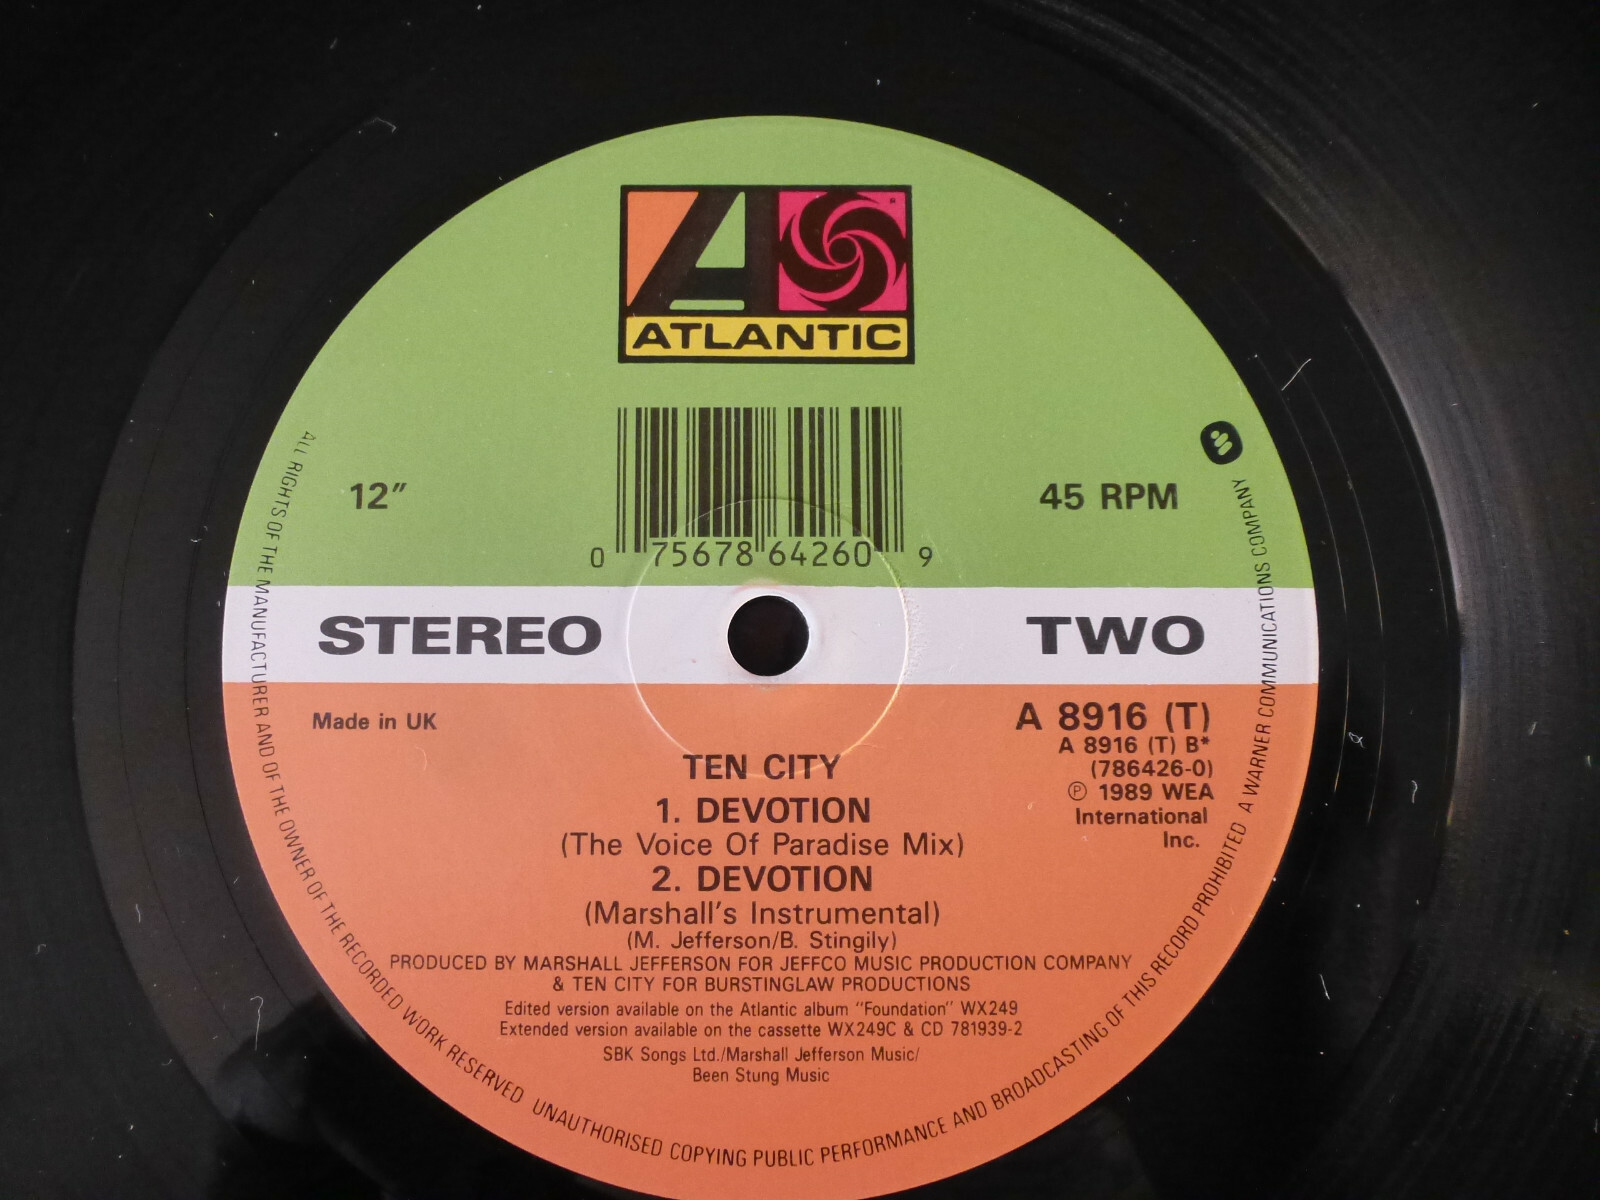 ATLANTIC
12″
45 RPM
0 75678 64260 9
STEREO
TWO
Made in UK
A 8916 (T)
A 8916 (T) B*
(786426-0)
℗ 1989 WEA
International
Inc.
TEN CITY
1. DEVOTION
(The Voice Of Paradise Mix)
2. DEVOTION
(Marshall's Instrumental)
(M. Jefferson/B. Stingily)
PRODUCED BY MARSHALL JEFFERSON FOR JEFFCO MUSIC PRODUCTION COMPANY
& TEN CITY FOR BURSTINGLAW PRODUCTIONS
Edited version available on the Atlantic album "Foundation" WX249
Extended version available on the cassette WX249C & CD 781939-2
SBK Songs Ltd./Marshall Jefferson Music/
Been Stung Music
ALL RIGHTS OF THE MANUFACTURER AND OF THE OWNER OF THE RECORDED WORK RESERVED UNAUTHORISED COPYING PUBLIC PERFORMANCE AND BROADCASTING OF THIS RECORD PROHIBITED A WARNER COMMUNICATIONS COMPANY